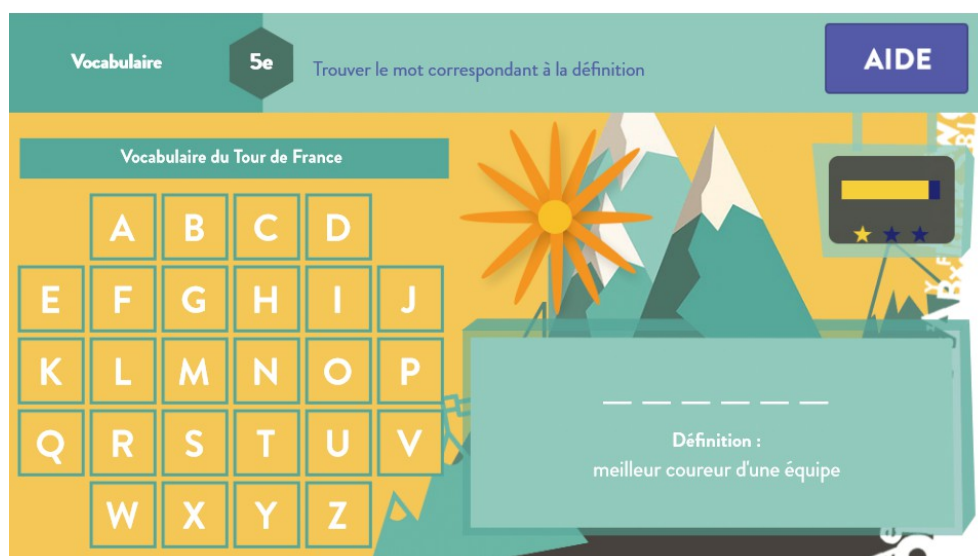 Vocabulaire
5e
Trouver le mot correspondant à la définition
AIDE
Vocabulaire du Tour de France
A B C D
E F G H I J
K L M N O P
Q R S T U V
W X Y Z
_ _ _ _ _ _
Définition :
meilleur coureur d'une équipe